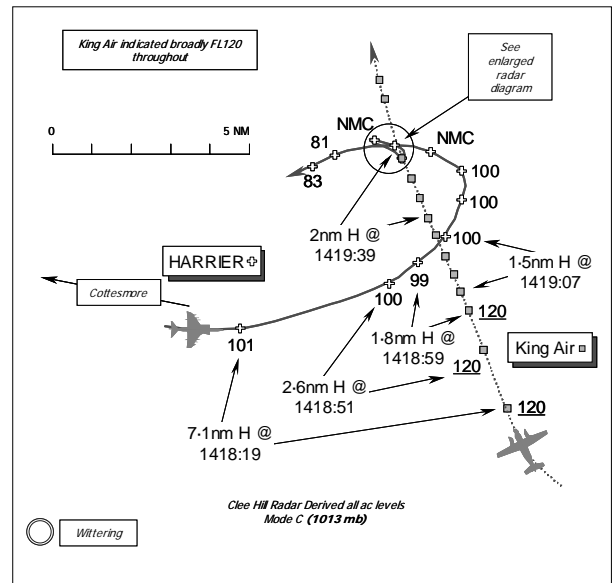 King Air indicated broadly FL120
throughout
See
enlarged
radar
diagram
0
5 NM
NMC
NMC
81
83
100
100
2nm H @
1419:39
100
HARRIER
1·5nm H @
1419:07
99
Cottesmore
100
120
1·8nm H @
1418:59
101
King Air
120
2·6nm H @
1418:51
7·1nm H @
1418:19
120
Clee Hill Radar Derived all ac levels
Mode C (1013 mb)
Wittering